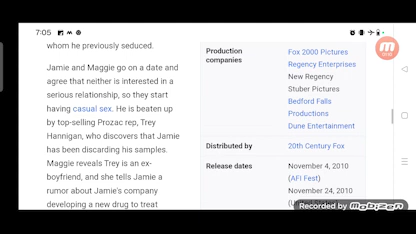 7:05
whom he previously seduced.
Jamie and Maggie go on a date and
agree that neither is interested in a
serious relationship, so they start
having casual sex. He is beaten up
by top-selling Prozac rep, Trey
Hannigan, who discovers that Jamie
has been discarding his samples.
Maggie reveals Trey is an ex-
boyfriend, and she tells Jamie a
rumor about Jamie's company
developing a new drug to treat
Production
companies
Fox 2000 Pictures
Regency Enterprises
New Regency
Stuber Pictures
Bedford Falls
Productions
Dune Entertainment
Distributed by
20th Century Fox
Release dates
November 4, 2010
(AFI Fest)
November 24, 2010
Recorded by Mobizen